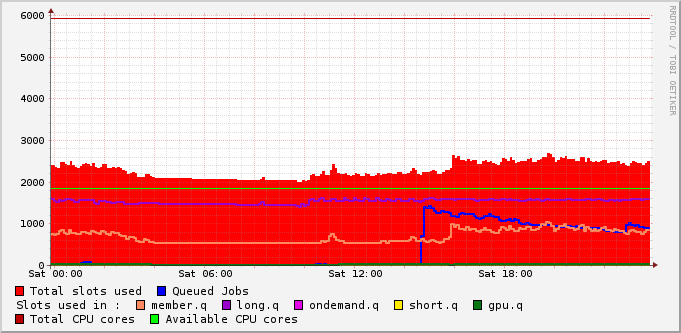 6000
5000
4000
3000
2000
1000
0
Sat 00:00 Sat 06:00 Sat 12:00 Sat 18:00
Total slots used Queued Jobs
Slots used in : member.q long.q ondemand.q short.q gpu.q
Total CPU cores Available CPU cores
RRDTOOL / TOBI OETIKER